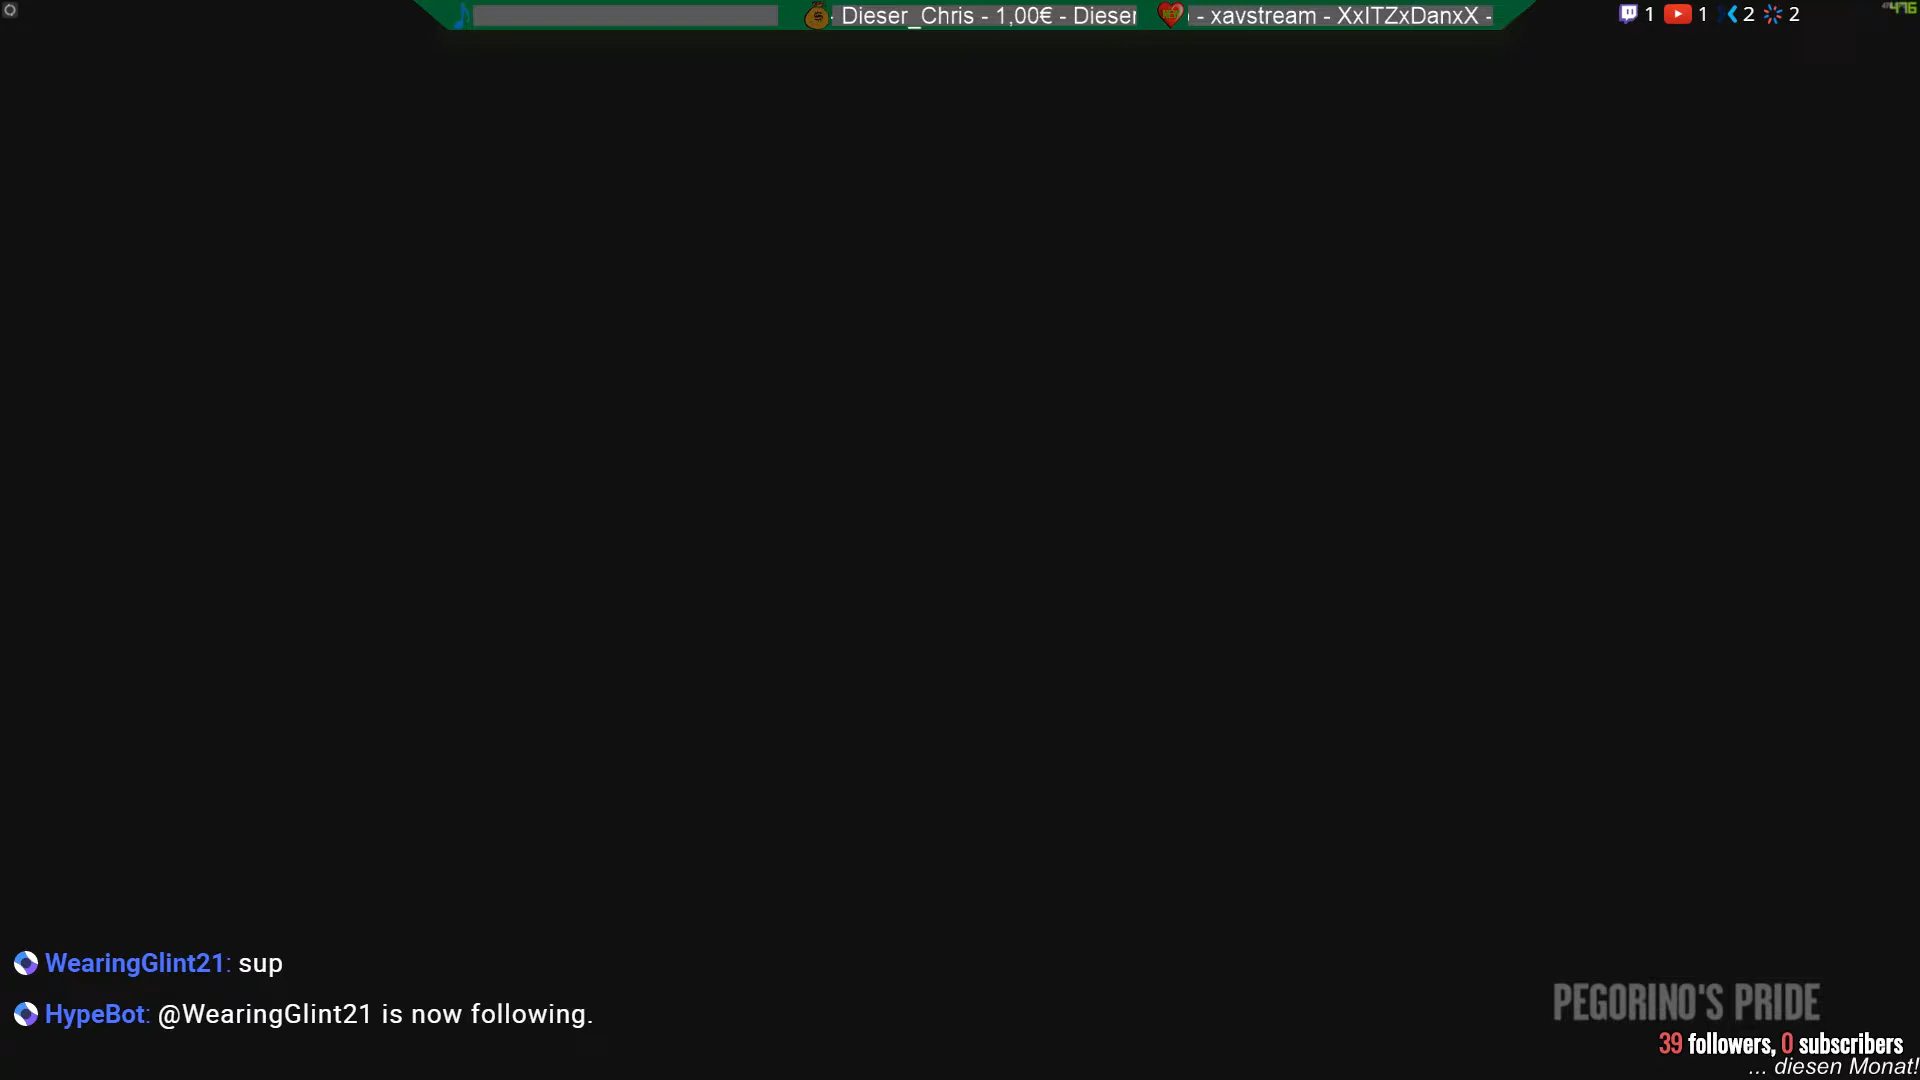 - Dieser_Chris - 1,00€ - Dieser
- xavstream - XxITZxDanxX -
1 1 2 2
476
WearingGlint21: sup
HypeBot: @WearingGlint21 is now following.
PEGORINO'S PRIDE
39 followers, 0 subscribers
... diesen Monat!